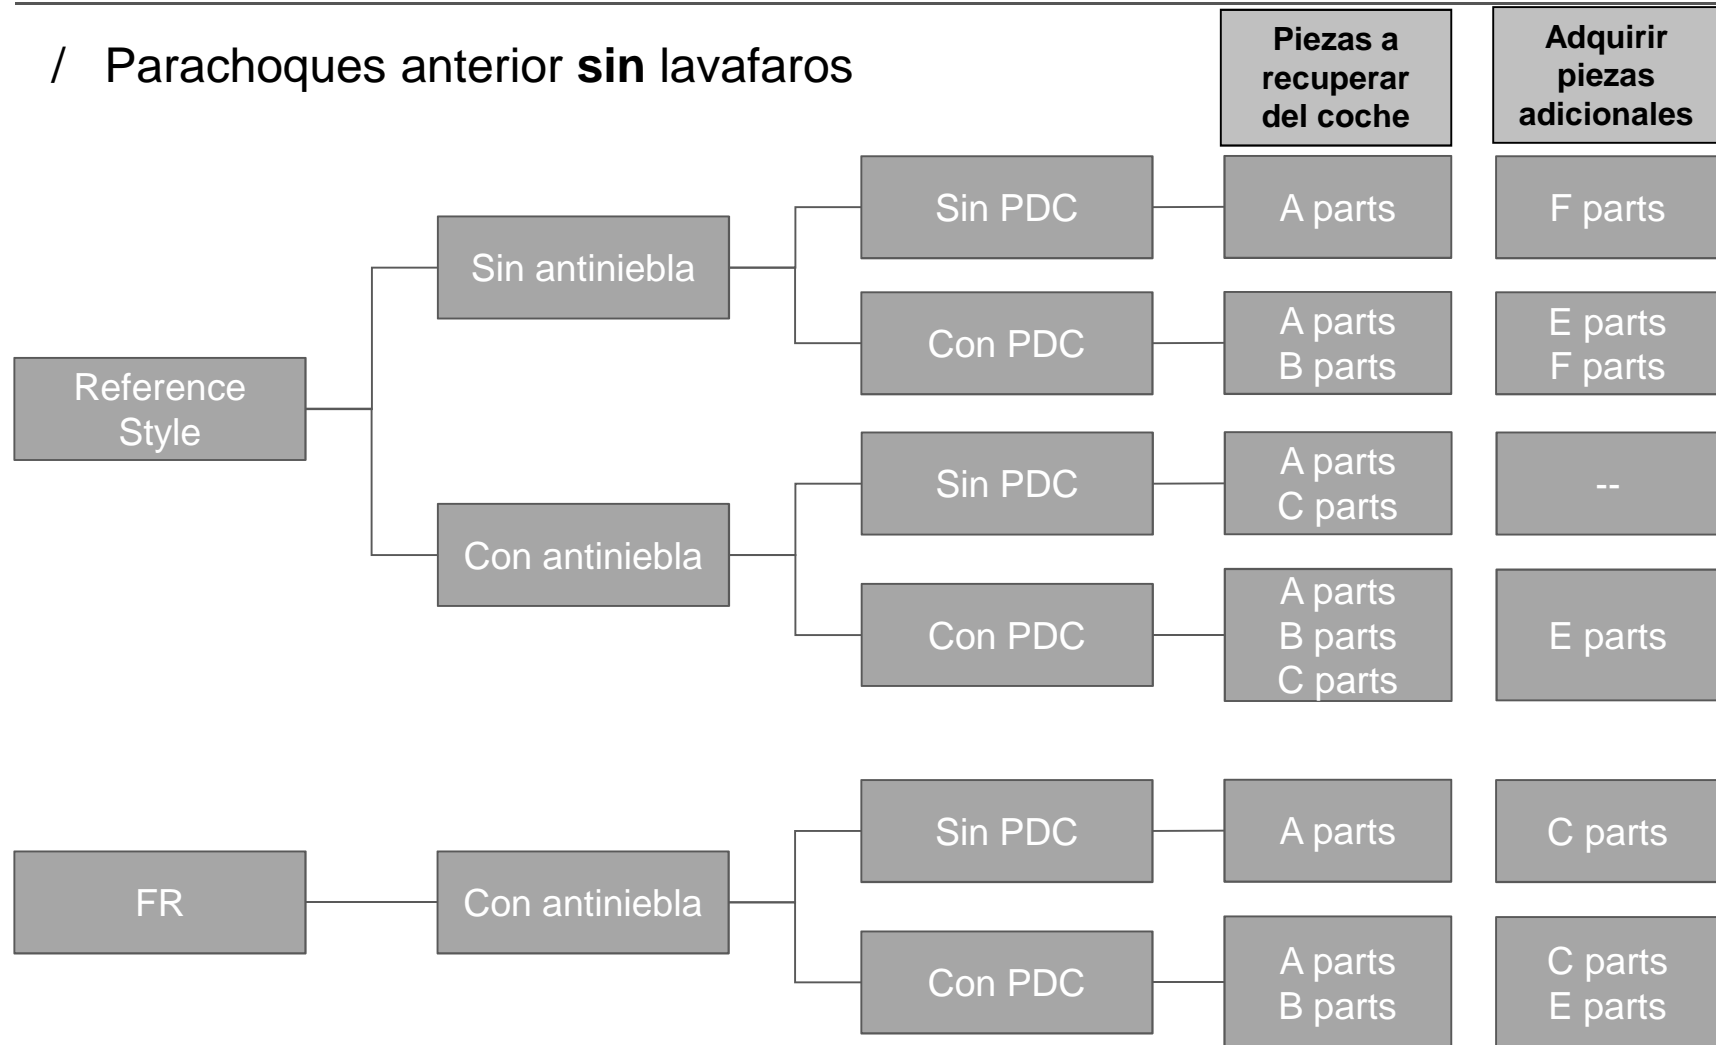 / Parachoques anterior sin lavafaros
Piezas a
recuperar
del coche
Adquirir
piezas
adicionales
Reference
Style
Sin antiniebla
Sin PDC
A parts
F parts
Con PDC
A parts
B parts
E parts
F parts
Con antiniebla
Sin PDC
A parts
C parts
--
Con PDC
A parts
B parts
C parts
E parts
FR
Con antiniebla
Sin PDC
A parts
C parts
Con PDC
A parts
B parts
C parts
E parts